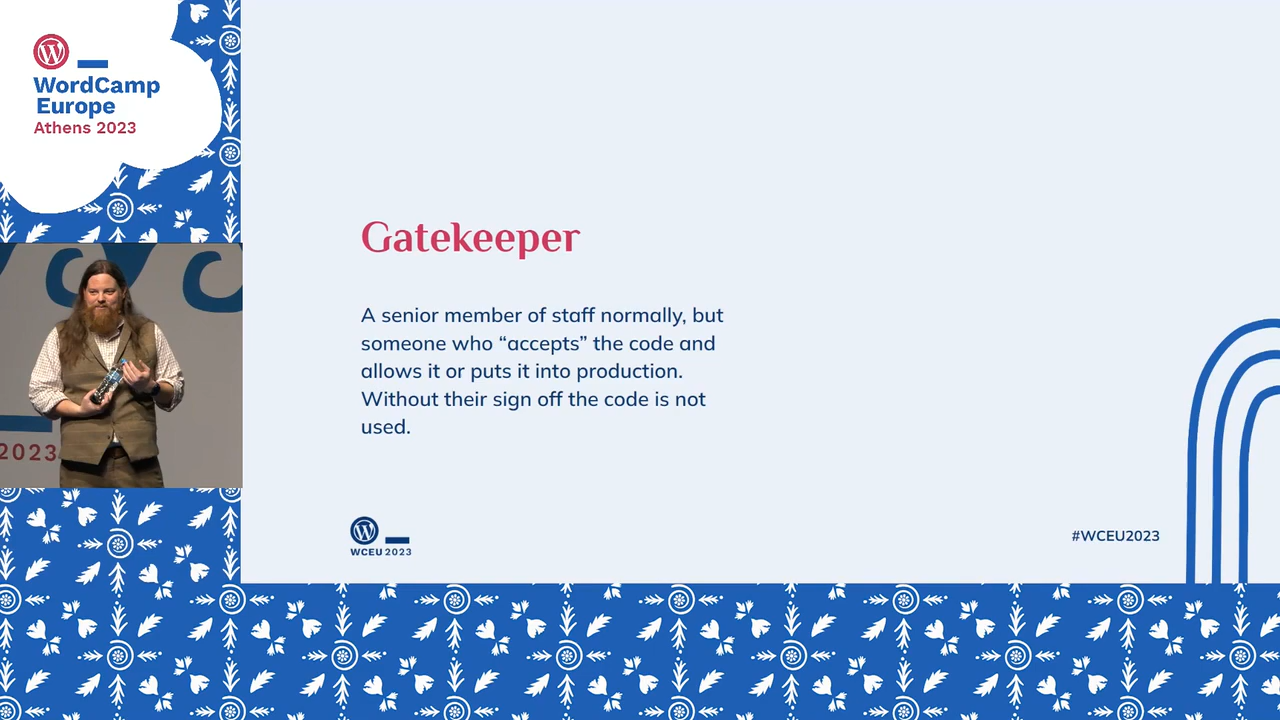 WordCamp
Europe
Athens 2023
2023
Gatekeeper
A senior member of staff normally, but
someone who “accepts” the code and
allows it or puts it into production.
Without their sign off the code is not
used.
WCEU 2023
#WCEU2023